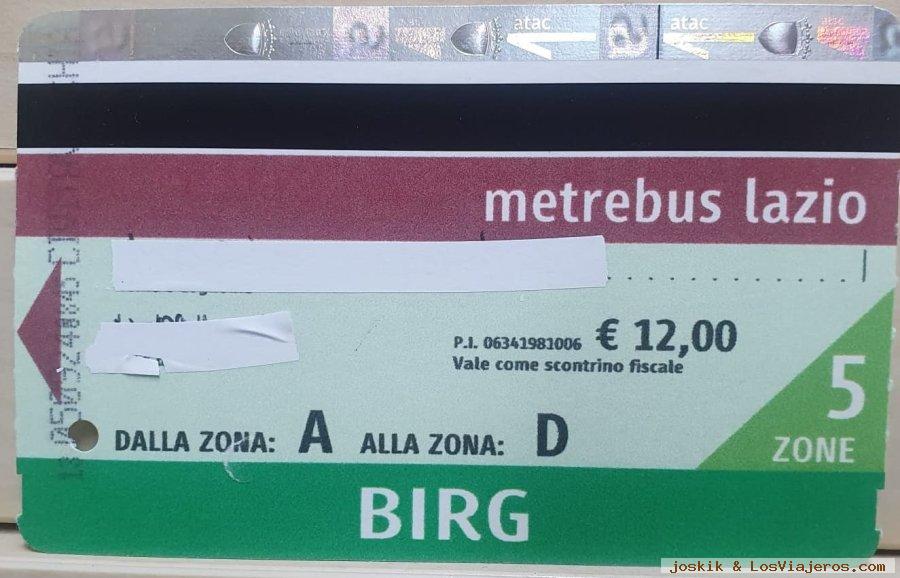 atac atac
metrebus lazio
P.I. 06341981006 € 12,00
Vale come scontrino fiscale
5
ZONE
DALLA ZONA: A ALLA ZONA: D
BIRG
joskik & LosViajeros.com